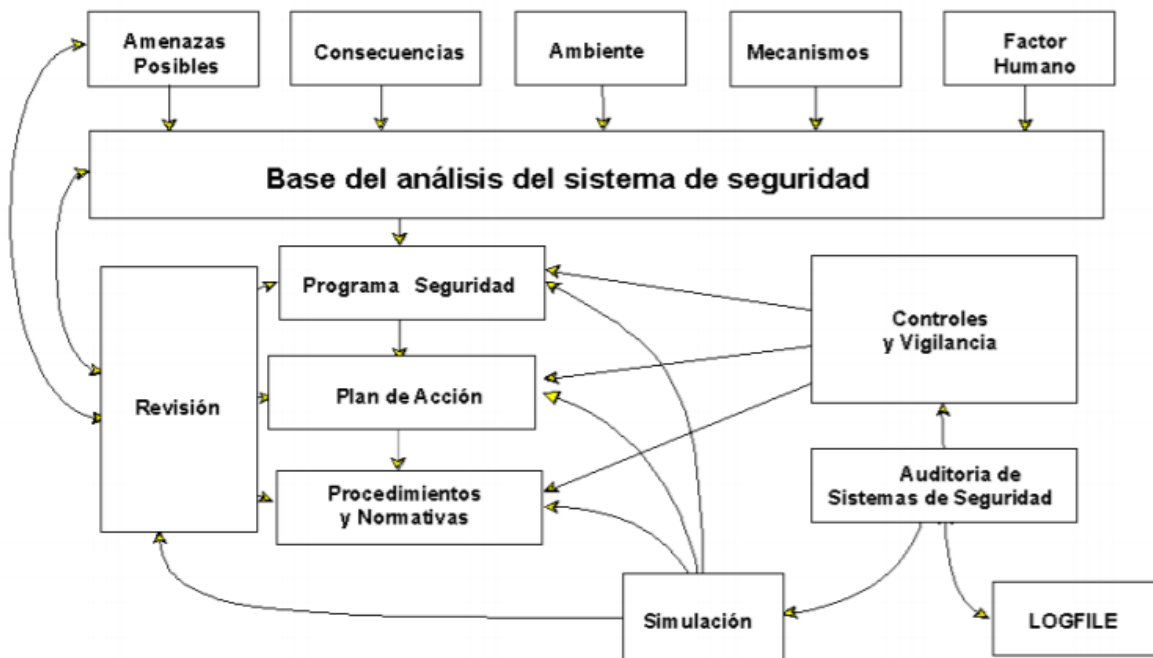 Amenazas
Posibles
Consecuencias
Ambiente
Mecanismos
Factor
Humano
Base del análisis del sistema de seguridad
Programa Seguridad
Controles
y Vigilancia
Plan de Acción
Revisión
Procedimientos
y Normativas
Auditoria de
Sistemas de Seguridad
Simulación
LOGFILE